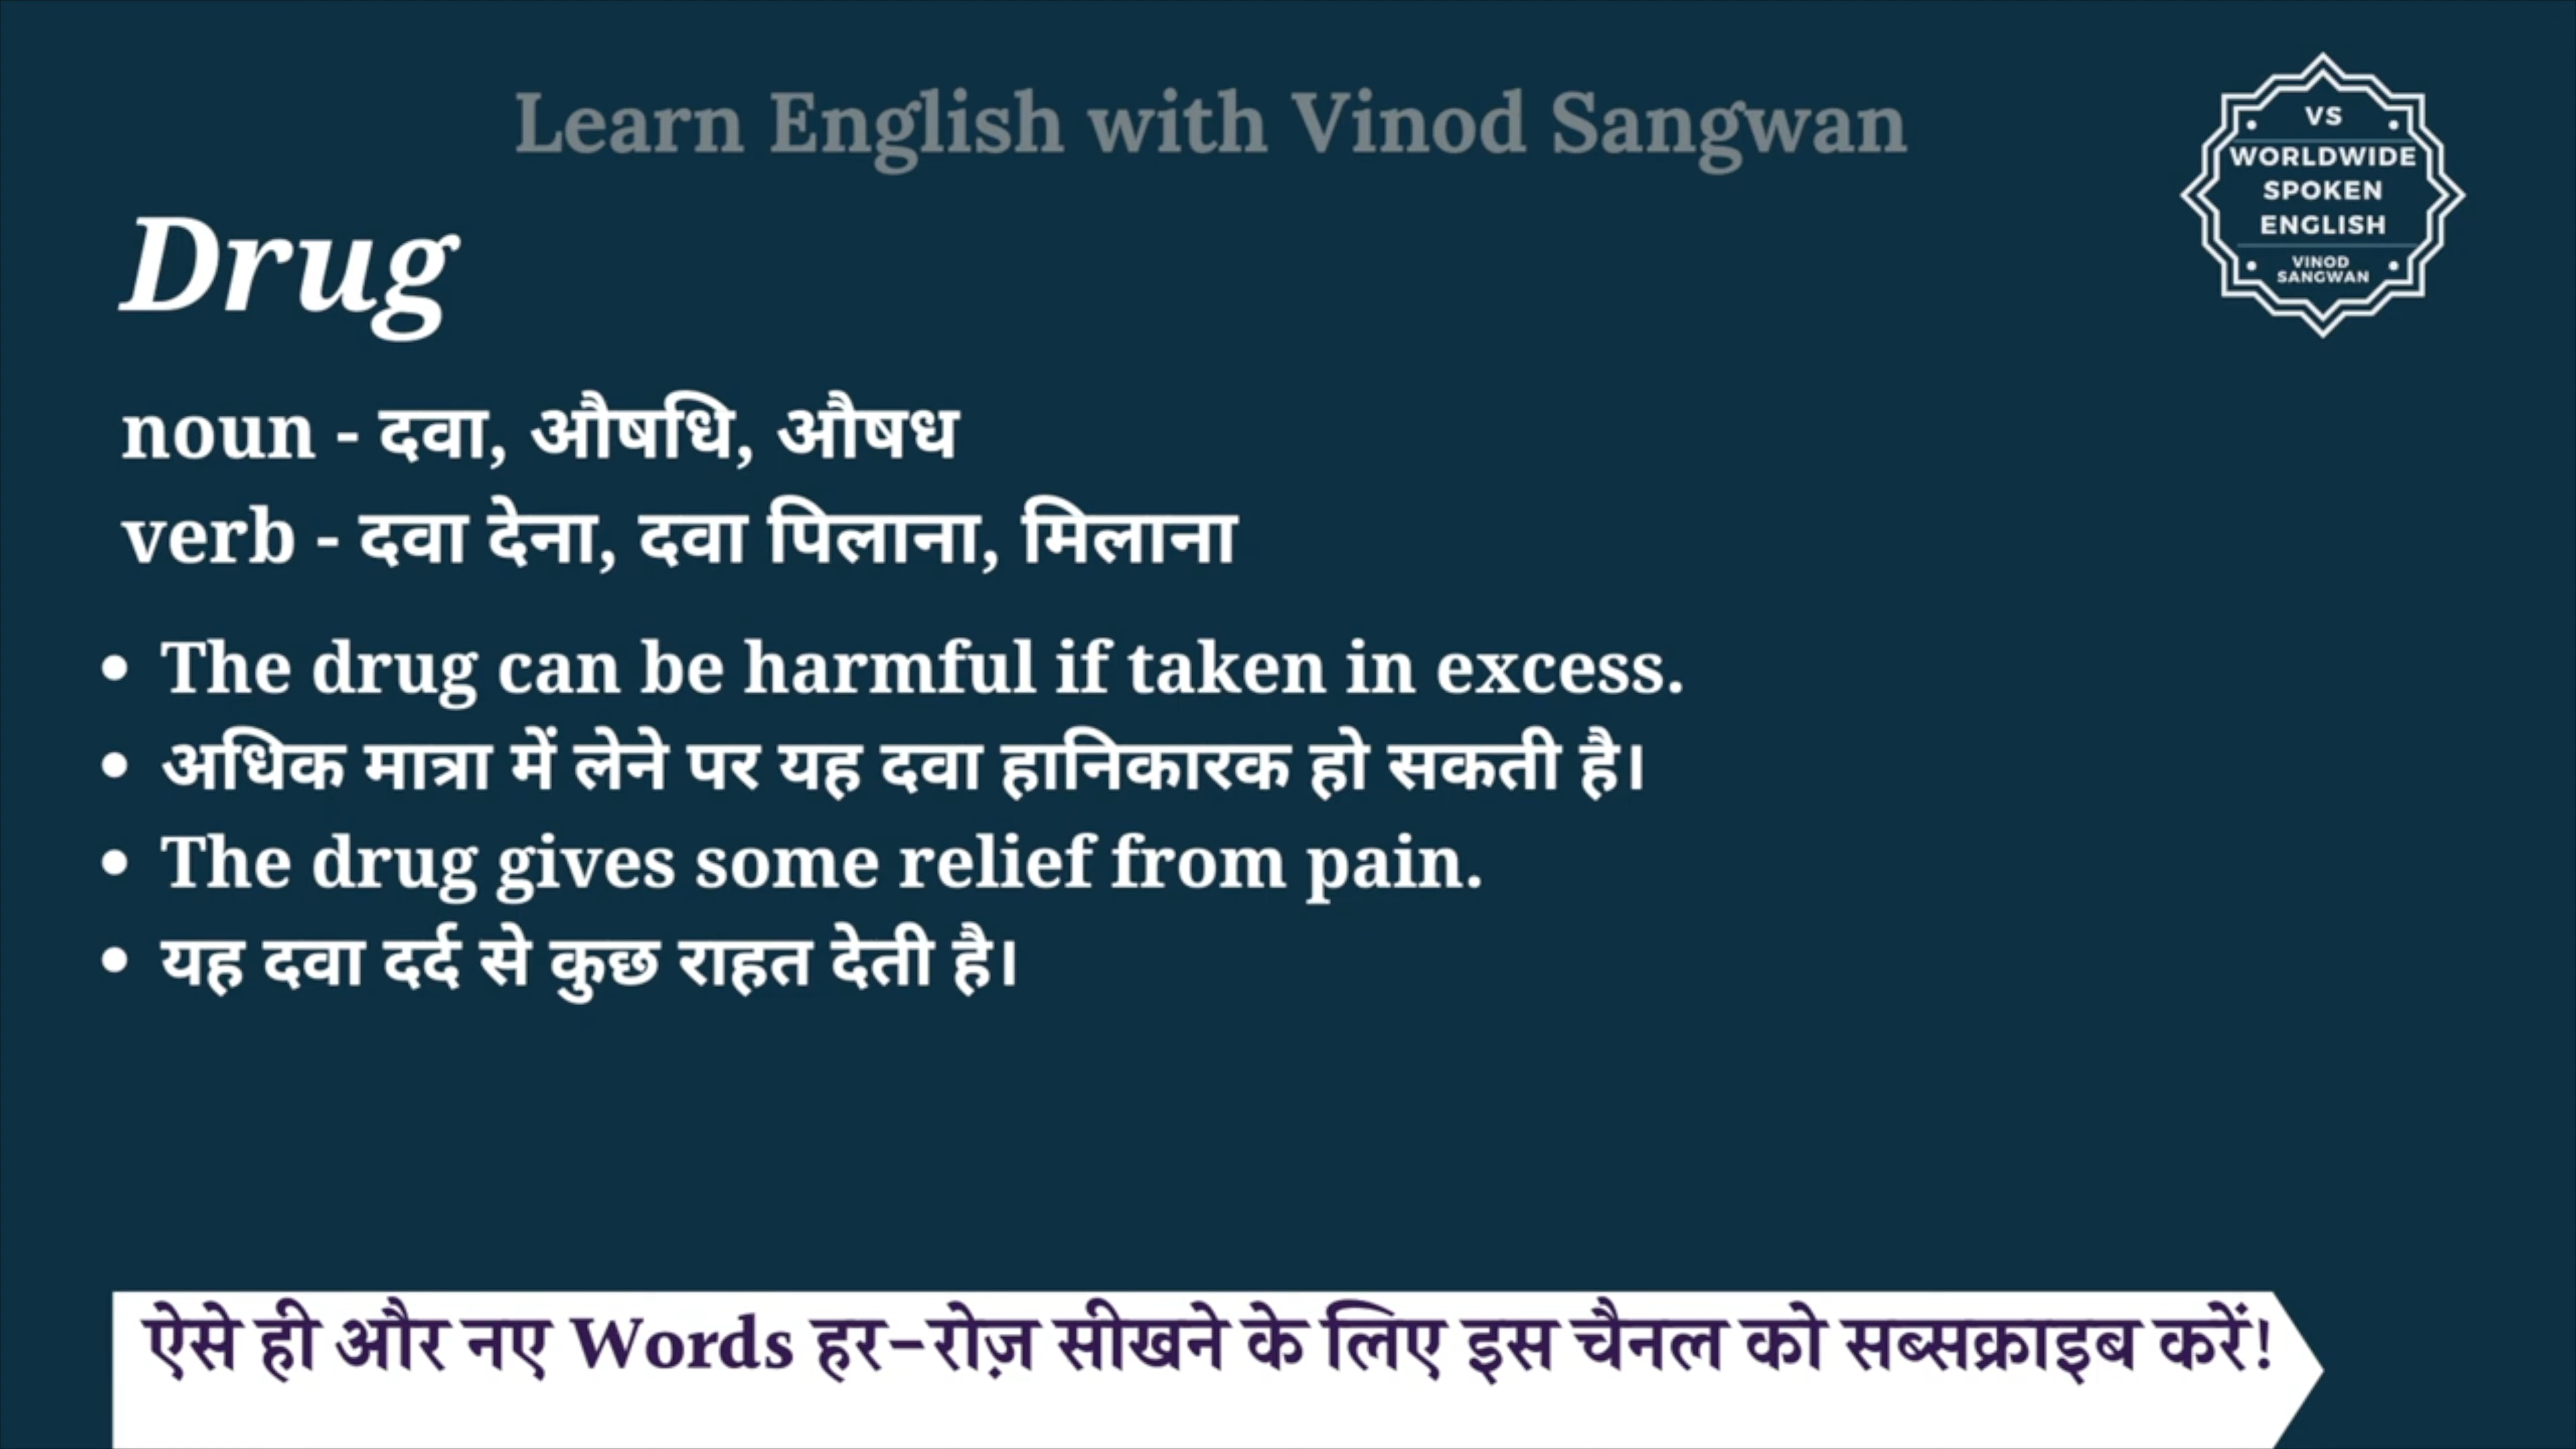 Learn English with Vinod Sangwan
VS
WORLDWIDE
SPOKEN
ENGLISH
VINOD
SANGWAN
Drug
noun - दवा, औषधि, औषध
verb - दवा देना, दवा पिलाना, मिलाना
• The drug can be harmful if taken in excess.
• अधिक मात्रा में लेने पर यह दवा हानिकारक हो सकती है।
• The drug gives some relief from pain.
• यह दवा दर्द से कुछ राहत देती है।
ऐसे ही और नए Words हर-रोज़ सीखने के लिए इस चैनल को सब्सक्राइब करें!